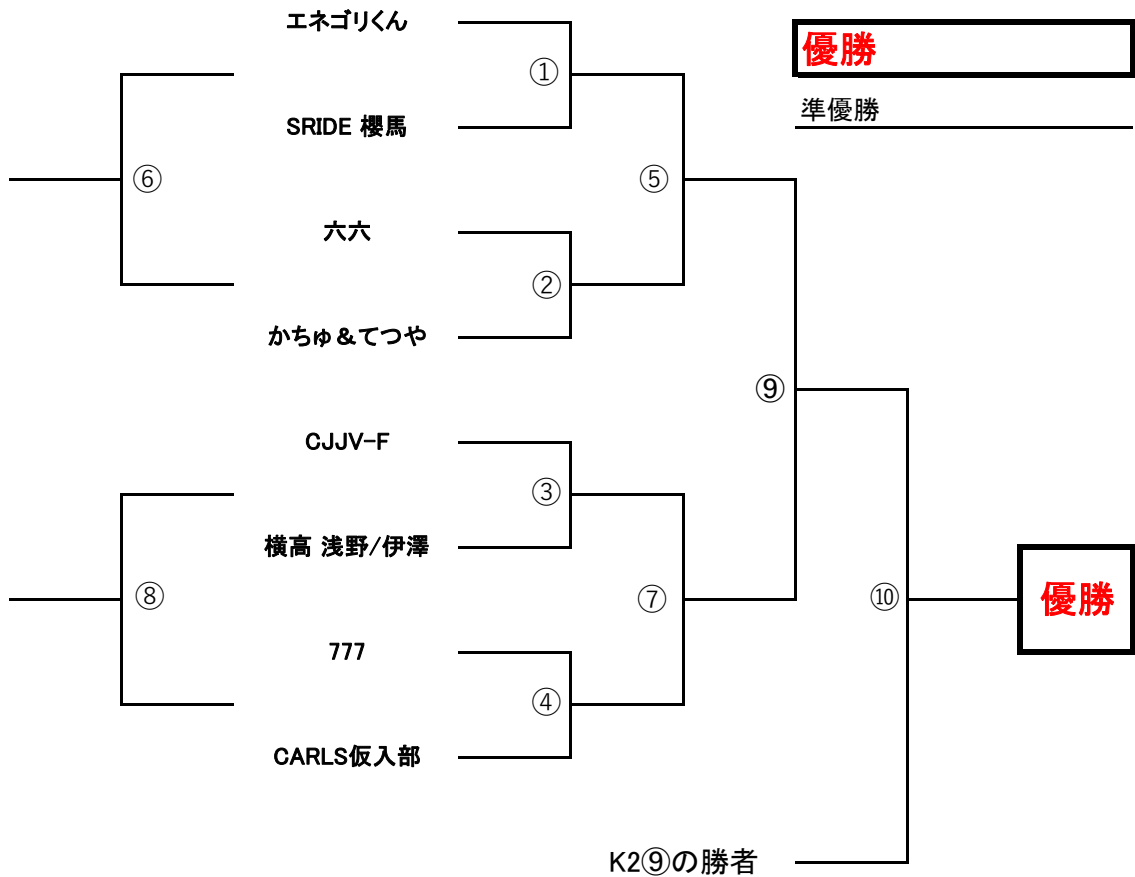 エネゴリくん
優勝
①
準優勝
SRIDE 櫻馬
⑥
⑤
六六
②
かちゅ&てつや
⑨
CJJV-F
③
横高 浅野/伊澤
⑧
⑦
⑩
優勝
777
④
CARLS仮入部
K2⑨の勝者